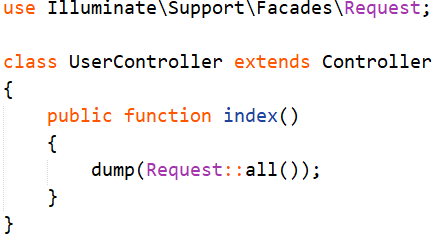 use Illuminate\Support\Facades\Request;
class UserController extends Controller
{
    public function index()
    {
        dump(Request::all());
    }
}